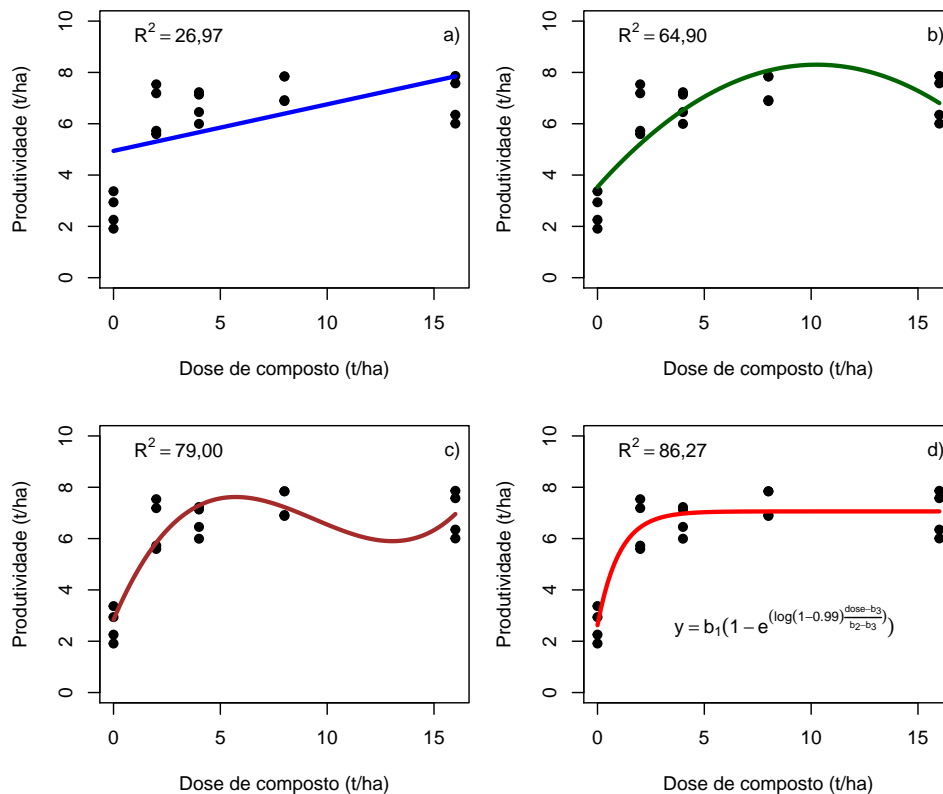 R² = 26,97 a)
Produtividade (t/ha)
0 2 4 6 8 10
0 5 10 15
Dose de composto (t/ha)
R² = 64,90 b)
Produtividade (t/ha)
0 2 4 6 8 10
0 5 10 15
Dose de composto (t/ha)
R² = 79,00 c)
Produtividade (t/ha)
0 2 4 6 8 10
0 5 10 15
Dose de composto (t/ha)
R² = 86,27 d)
Produtividade (t/ha)
0 2 4 6 8 10
y = b₁(1 − e^(log(1−0.99) (dose−b₃)/(b₂−b₃)))
0 5 10 15
Dose de composto (t/ha)